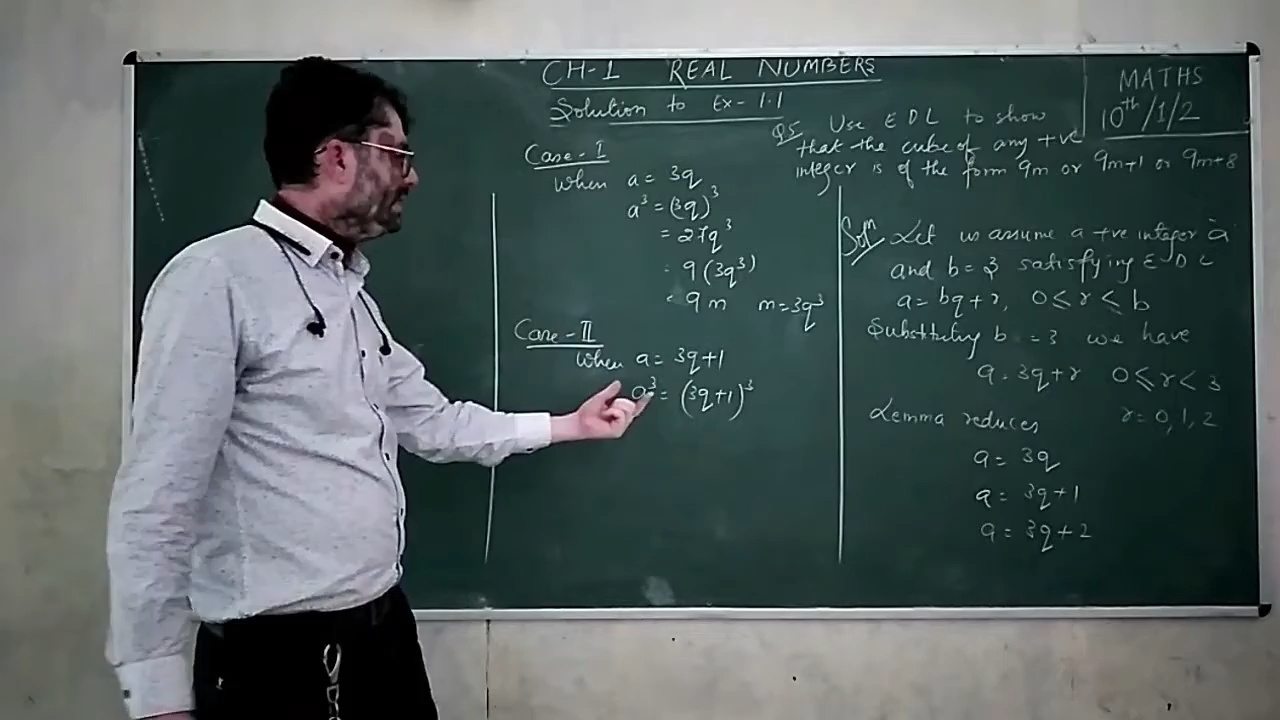 CH-1 REAL NUMBERS
Solution to Ex-1.1
MATHS
10th/1/2
Q5 Use EDL to show
that the cube of any +ve
integer is of the form 9m or 9m+1 or 9m+8
Soln Let us assume a +ve integer 'a'
and b=3 satisfying EDL
a= bq+r, 0≤r≤b
Substituting b=3 we have
a=3q+r 0≤r<3
Lemma reduces r=0,1,2
a= 3q
a= 3q+1
a= 3q+2
Case-I
When a= 3q
a³=(3q)³
= 27q³
= 9(3q³)
= 9m m=3q³
Case-II
When a= 3q+1
a³= (3q+1)³